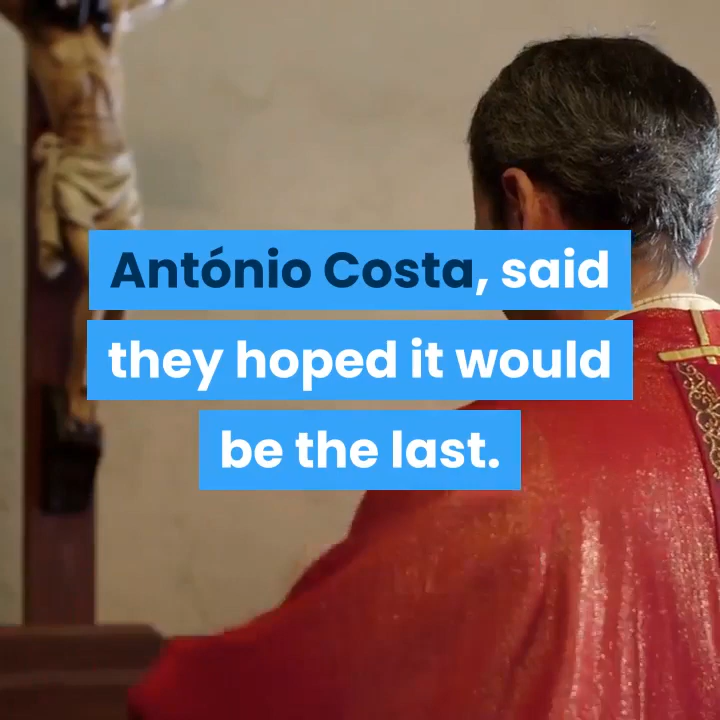 António Costa, said
they hoped it would
be the last.